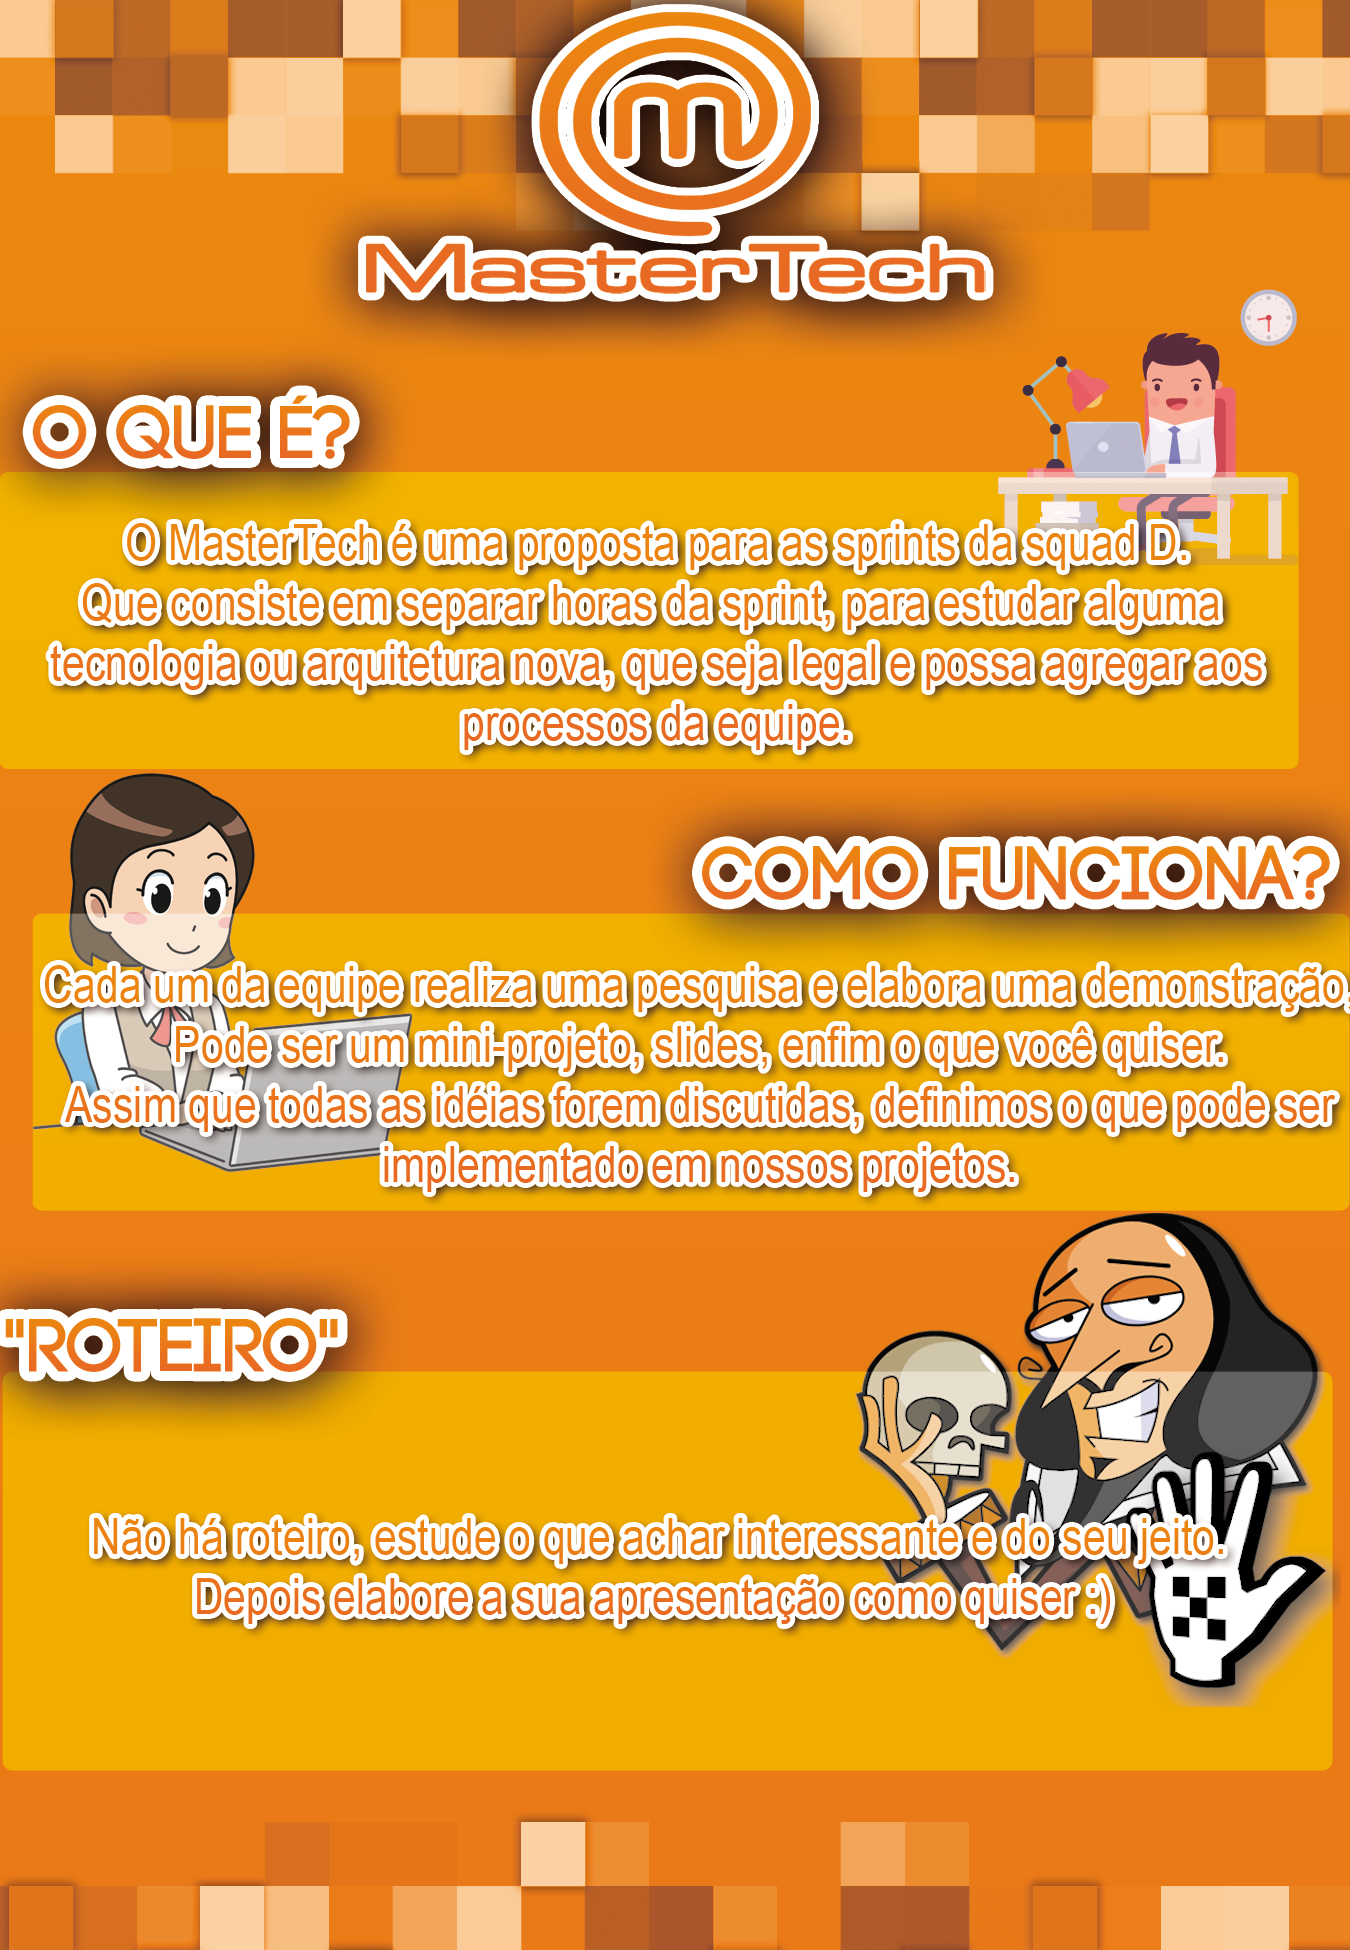 m
MasterTech
O QUE É?
O MasterTech é uma proposta para as sprints da squad D.
Que consiste em separar horas da sprint, para estudar alguma
tecnologia ou arquitetura nova, que seja legal e possa agregar aos
processos da equipe.
COMO FUNCIONA?
Cada um da equipe realiza uma pesquisa e elabora uma demonstração,
Pode ser um mini-projeto, slides, enfim o que você quiser.
Assim que todas as idéias forem discutidas, definimos o que pode ser
implementado em nossos projetos.
"ROTEIRO"
Não há roteiro, estude o que achar interessante e do seu jeito.
Depois elabore a sua apresentação como quiser :)